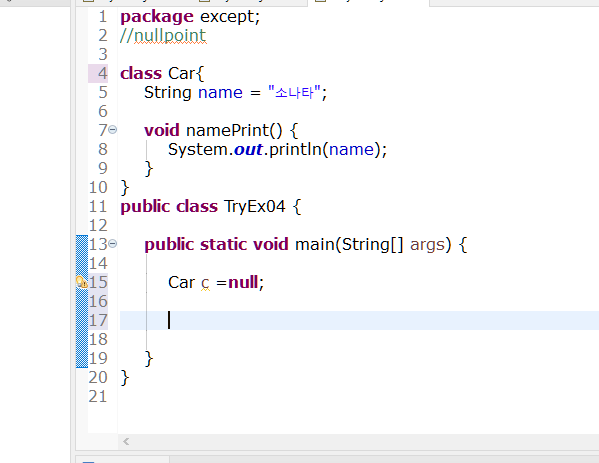 1 package except;
2 //nullpoint
3
4 class Car{
5 String name = "소나타";
6
7 void namePrint() {
8 System.out.println(name);
9 }
10 }
11 public class TryEx04 {
12
13 public static void main(String[] args) {
14
15 Car c =null;
16
17
18
19 }
20 }
21